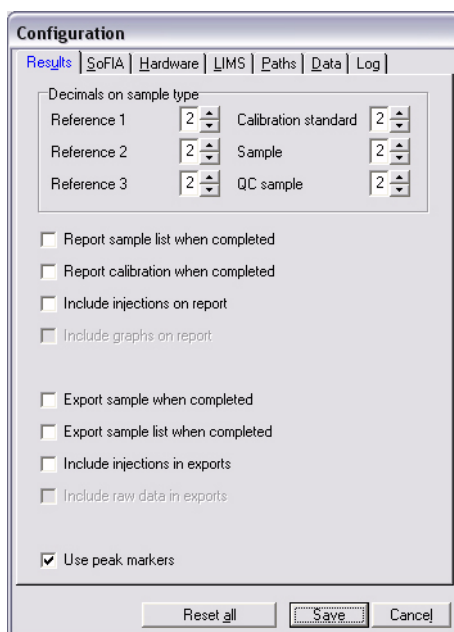 Configuration
Results SoFIA Hardware LIMS Paths Data Log
Decimals on sample type
Reference 1 2 Calibration standard 2
Reference 2 2 Sample 2
Reference 3 2 QC sample 2
Report sample list when completed
Report calibration when completed
Include injections on report
Include graphs on report
Export sample when completed
Export sample list when completed
Include injections in exports
Include raw data in exports
Use peak markers
Reset all Save Cancel